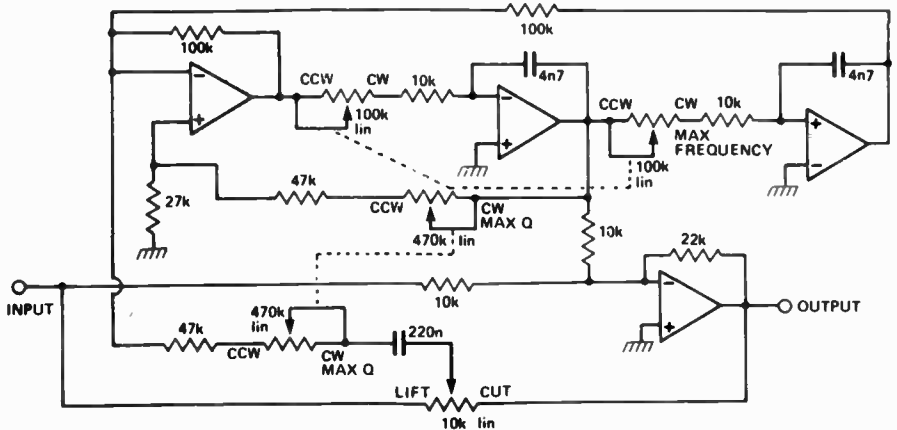 100k
100k
CCW
CW
10k
4n7
CCW
CW
10k
4n7
100k
lin
MAX
FREQUENCY
100k
lin
27k
47k
CCW
CW
MAX Q
470k lin
10k
22k
INPUT
10k
OUTPUT
470k
lin
47k
CCW
CW
MAX Q
220n
LIFT
CUT
10k lin